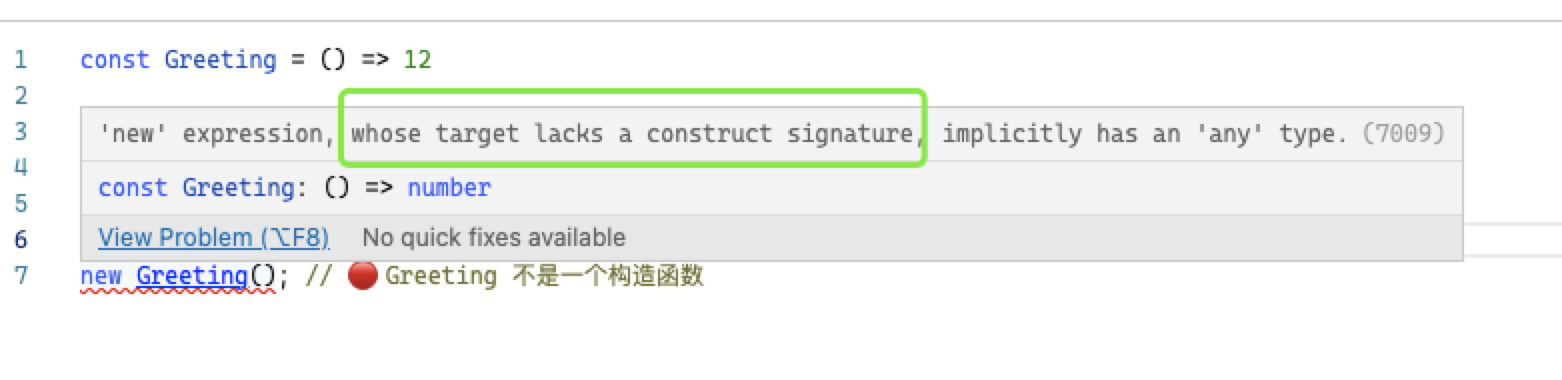 1 const Greeting = () => 12
2
3 'new' expression, whose target lacks a construct signature, implicitly has an 'any' type. (7009)
4
const Greeting: () => number
5
6 View Problem (⌥F8) No quick fixes available
7 new Greeting(); // 🔴 Greeting 不是一个构造函数